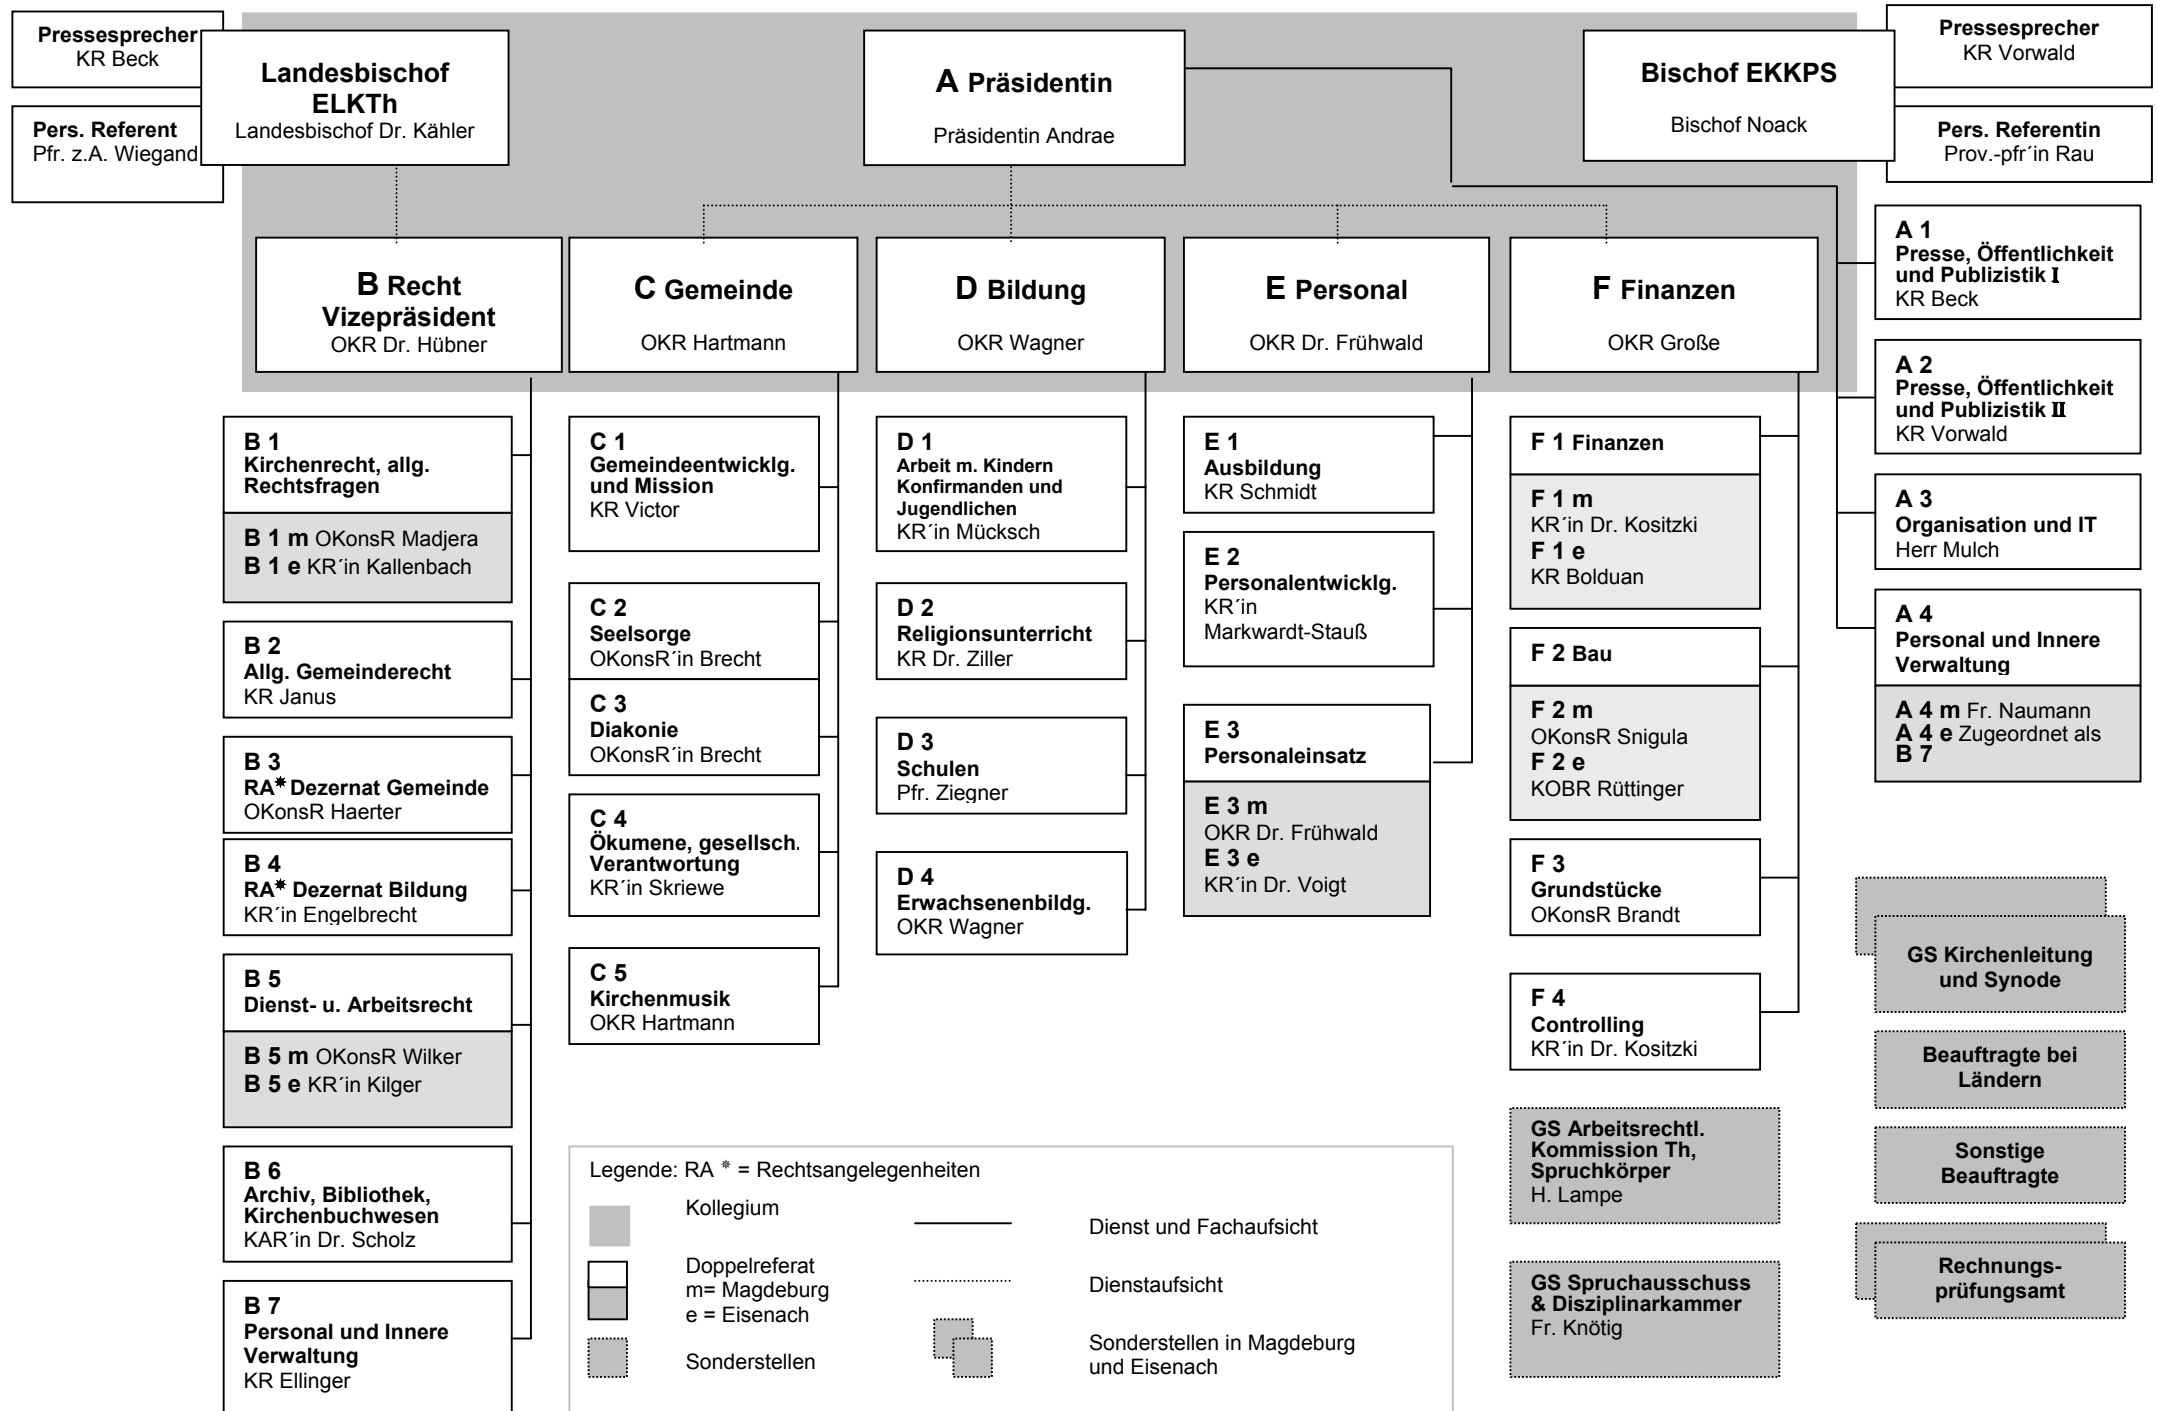 Pressesprecher
KR Beck
Pers. Referent
Pfr. z.A. Wiegand
Landesbischof
ELKTh
Landesbischof Dr. Kähler
A Präsidentin
Präsidentin Andrae
Bischof EKKPS
Bischof Noack
Pressesprecher
KR Vorwald
Pers. Referentin
Prov.-pfr´in Rau
B Recht
Vizepräsident
OKR Dr. Hübner
C Gemeinde
OKR Hartmann
D Bildung
OKR Wagner
E Personal
OKR Dr. Frühwald
F Finanzen
OKR Große
A 1
Presse, Öffentlichkeit
und Publizistik I
KR Beck
A 2
Presse, Öffentlichkeit
und Publizistik II
KR Vorwald
A 3
Organisation und IT
Herr Mulch
A 4
Personal und Innere
Verwaltung
A 4 m Fr. Naumann
A 4 e Zugeordnet als
B 7
B 1
Kirchenrecht, allg.
Rechtsfragen
B 1 m OKonsR Madjera
B 1 e KR´in Kallenbach
B 2
Allg. Gemeinderecht
KR Janus
B 3
RA* Dezernat Gemeinde
OKonsR Haerter
B 4
RA* Dezernat Bildung
KR´in Engelbrecht
B 5
Dienst- u. Arbeitsrecht
B 5 m OKonsR Wilker
B 5 e KR´in Kilger
B 6
Archiv, Bibliothek,
Kirchenbuchwesen
KAR´in Dr. Scholz
B 7
Personal und Innere
Verwaltung
KR Ellinger
C 1
Gemeindeentwicklg.
und Mission
KR Victor
C 2
Seelsorge
OKonsR´in Brecht
C 3
Diakonie
OKonsR´in Brecht
C 4
Ökumene, gesellsch.
Verantwortung
KR´in Skriewe
C 5
Kirchenmusik
OKR Hartmann
D 1
Arbeit m. Kindern
Konfirmanden und
Jugendlichen
KR´in Mücksch
D 2
Religionsunterricht
KR Dr. Ziller
D 3
Schulen
Pfr. Ziegner
D 4
Erwachsenenbildg.
OKR Wagner
E 1
Ausbildung
KR Schmidt
E 2
Personalentwicklg.
KR´in
Markwardt-Stauß
E 3
Personaleinsatz
E 3 m
OKR Dr. Frühwald
E 3 e
KR´in Dr. Voigt
F 1 Finanzen
F 1 m
KR´in Dr. Kositzki
F 1 e
KR Bolduan
F 2 Bau
F 2 m
OKonsR Snigula
F 2 e
KOBR Rüttinger
F 3
Grundstücke
OKonsR Brandt
F 4
Controlling
KR´in Dr. Kositzki
GS Arbeitsrechtl.
Kommission Th,
Spruchkörper
H. Lampe
GS Spruchausschuss
& Disziplinarkammer
Fr. Knötig
GS Kirchenleitung
und Synode
Beauftragte bei
Ländern
Sonstige
Beauftragte
Rechnungs-
prüfungsamt
Legende: RA * = Rechtsangelegenheiten
Kollegium
Doppelreferat
m= Magdeburg
e = Eisenach
Sonderstellen
Dienst und Fachaufsicht
Dienstaufsicht
Sonderstellen in Magdeburg
und Eisenach